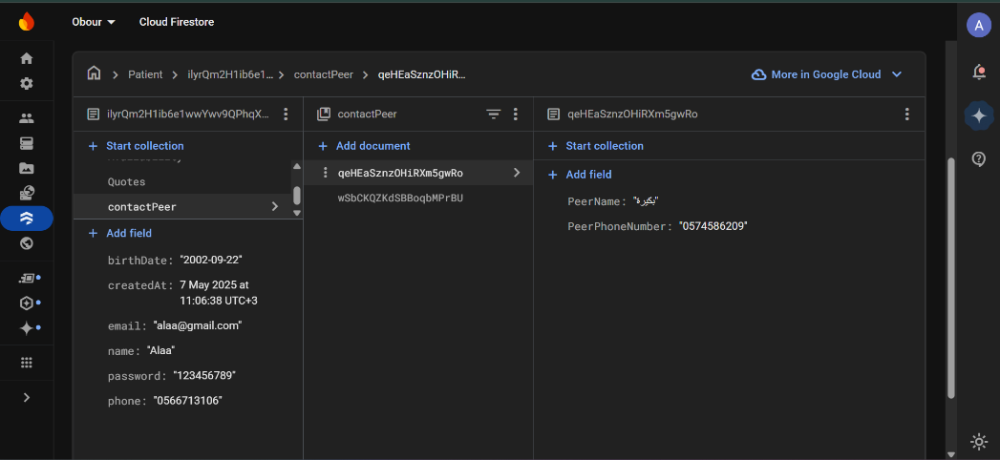 Obour
Cloud Firestore
A
Patient
ilyrQm2H1ib6e1...
contactPeer
qeHEaSznzOHiR...
More in Google Cloud
ilyrQm2H1ib6e1wwYwv9QPhqX...
contactPeer
qeHEaSznzOHiRXm5gwRo
+ Start collection
+ Add document
+ Start collection
Quotes
contactPeer
qeHEaSznzOHiRXm5gwRo
wSbCKQZKdSBBoqbMPrBU
+ Add field
PeerName: "بكيرة"
PeerPhoneNumber: "0574586209"
+ Add field
birthDate: "2002-09-22"
createdAt: 7 May 2025 at
11:06:38 UTC+3
email: "alaa@gmail.com"
name: "Alaa"
password: "123456789"
phone: "0566713106"